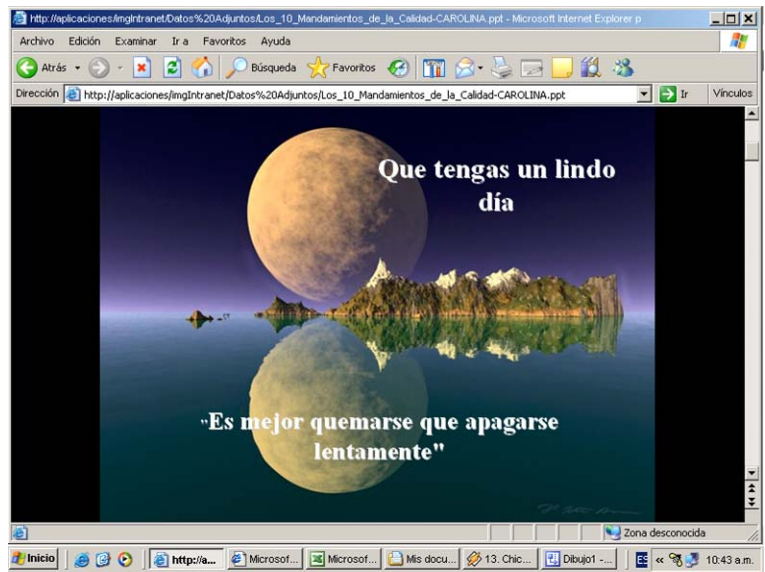 http://aplicaciones/imgIntranet/Datos%20Adjuntos/Los_10_Mandamientos_de_la_Calidad-CAROLINA.ppt - Microsoft Internet Explorer p
Archivo Edición Examinar Ir a Favoritos Ayuda
Atrás Búsqueda Favoritos
Dirección http://aplicaciones/imgIntranet/Datos%20Adjuntos/Los_10_Mandamientos_de_la_Calidad-CAROLINA.ppt Ir Vínculos
Que tengas un lindo
día
"Es mejor quemarse que apagarse
lentamente"
Zona desconocida
Inicio http://a... Microsof... Microsof... Mis docu... 13. Chic... Dibujo1 -... ES « 10:43 a.m.